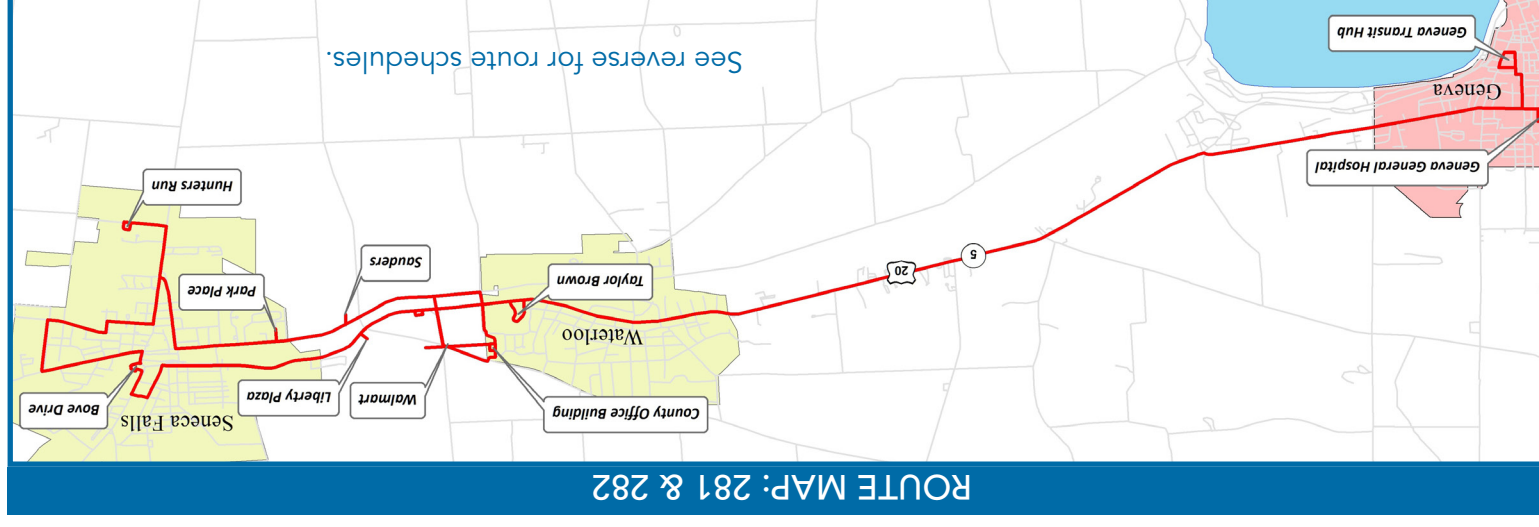 ROUTE MAP: 281 & 282
County Office Building
Walmart
Liberty Plaza
Seneca Falls
Bove Drive
Waterloo
Taylor Brown
Sauders
Park Place
20
5
Hunters Run
Geneva General Hospital
Geneva
Geneva Transit Hub
See reverse for route schedules.